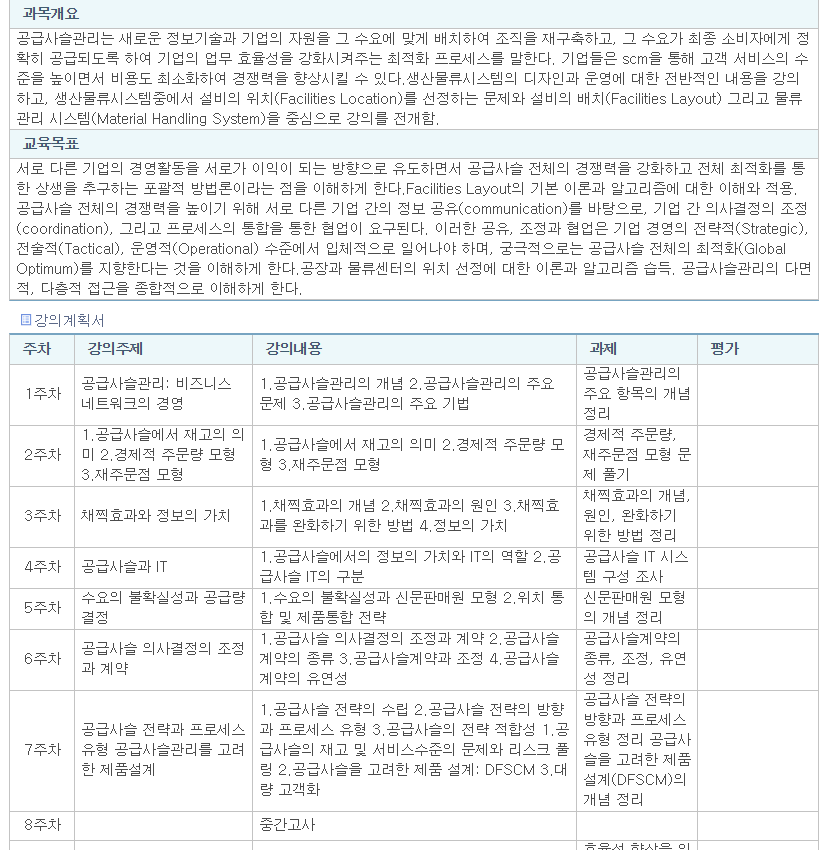 과목개요
공급사슬관리는 새로운 정보기술과 기업의 자원을 그 수요에 맞게 배치하여 조직을 재구축하고, 그 수요가 최종 소비자에게 정
확히 공급되도록 하여 기업의 업무 효율성을 강화시켜주는 최적화 프로세스를 말한다. 기업들은 scm을 통해 고객 서비스의 수
준을 높이면서 비용도 최소화하여 경쟁력을 향상시킬 수 있다.생산물류시스템의 디자인과 운영에 대한 전반적인 내용을 강의
하고, 생산물류시스템중에서 설비의 위치(Facilities Location)를 선정하는 문제와 설비의 배치(Facilities Layout) 그리고 물류
관리 시스템(Material Handling System)을 중심으로 강의를 전개함.
교육목표
서로 다른 기업의 경영활동을 서로가 이익이 되는 방향으로 유도하면서 공급사슬 전체의 경쟁력을 강화하고 전체 최적화를 통
한 상생을 추구하는 포괄적 방법론이라는 점을 이해하게 한다.Facilities Layout의 기본 이론과 알고리즘에 대한 이해와 적용.
공급사슬 전체의 경쟁력을 높이기 위해 서로 다른 기업 간의 정보 공유(communication)를 바탕으로, 기업 간 의사결정의 조정
(coordination), 그리고 프로세스의 통합을 통한 협업이 요구된다. 이러한 공유, 조정과 협업은 기업 경영의 전략적(Strategic),
전술적(Tactical), 운영적(Operational) 수준에서 입체적으로 일어나야 하며, 궁극적으로는 공급사슬 전체의 최적화(Global
Optimum)를 지향한다는 것을 이해하게 한다.공장과 물류센터의 위치 선정에 대한 이론과 알고리즘 습득. 공급사슬관리의 다면
적, 다층적 접근을 종합적으로 이해하게 한다.
강의계획서
주차 강의주제 강의내용 과제 평가
1주차
공급사슬관리: 비즈니스
네트워크의 경영
1.공급사슬관리의 개념 2.공급사슬관리의 주요
문제 3.공급사슬관리의 주요 기법
공급사슬관리의
주요 항목의 개념
정리
2주차
1.공급사슬에서 재고의 의
미 2.경제적 주문량 모형
3.재주문점 모형
1.공급사슬에서 재고의 의미 2.경제적 주문량 모
형 3.재주문점 모형
경제적 주문량,
재주문점 모형 문
제 풀기
3주차
채찍효과와 정보의 가치
1.채찍효과의 개념 2.채찍효과의 원인 3.채찍효
과를 완화하기 위한 방법 4.정보의 가치
채찍효과의 개념,
원인, 완화하기
위한 방법 정리
4주차
공급사슬과 IT
1.공급사슬에서의 정보의 가치와 IT의 역할 2.공
급사슬 IT의 구분
공급사슬 IT 시스
템 구성 조사
5주차
수요의 불확실성과 공급량
결정
1.수요의 불확실성과 신문판매원 모형 2.위치 통
합 및 제품통합 전략
신문판매원 모형
의 개념 정리
6주차
공급사슬 의사결정의 조정
과 계약
1.공급사슬 의사결정의 조정과 계약 2.공급사슬
계약의 종류 3.공급사슬계약과 조정 4.공급사슬
계약의 유연성
공급사슬계약의
종류, 조정, 유연
성 정리
7주차
공급사슬 전략과 프로세스
유형 공급사슬관리를 고려
한 제품설계
1.공급사슬 전략의 수립 2.공급사슬 전략의 방향
과 프로세스 유형 3.공급사슬의 전략 적합성 1.공
급사슬의 재고 및 서비스수준의 문제와 리스크 풀
링 2.공급사슬을 고려한 제품 설계: DFSCM 3.대
량 고객화
공급사슬 전략의
방향과 프로세스
유형 정리 공급사
슬을 고려한 제품
설계(DFSCM)의
개념 정리
8주차
중간고사